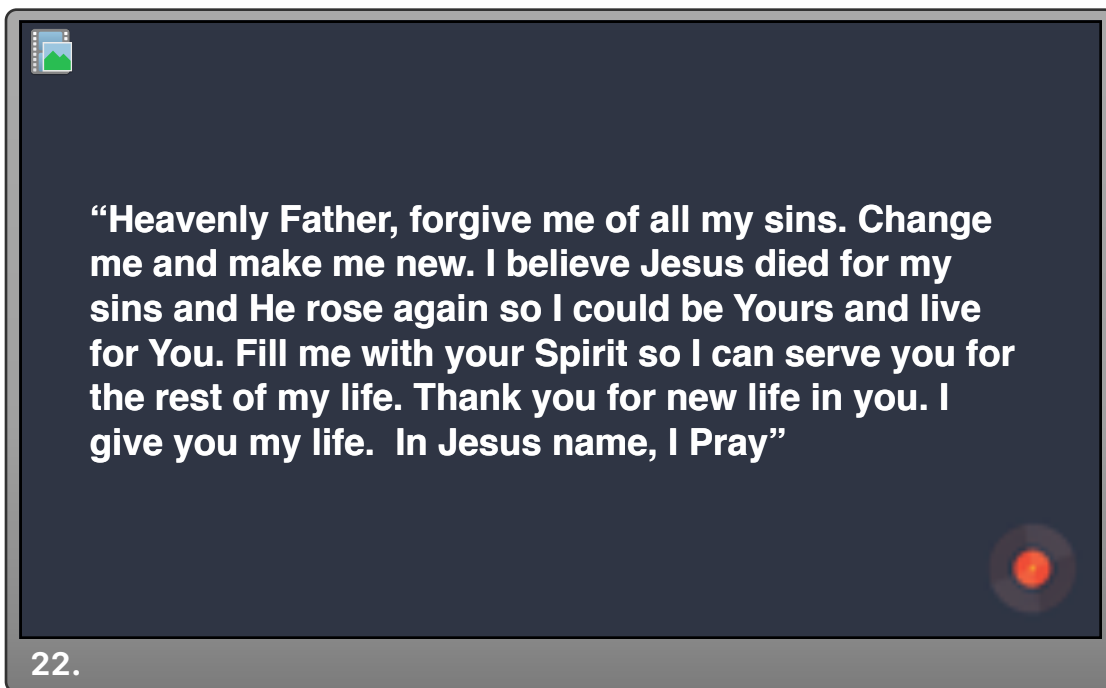 “Heavenly Father, forgive me of all my sins. Change
me and make me new. I believe Jesus died for my
sins and He rose again so I could be Yours and live
for You. Fill me with your Spirit so I can serve you for
the rest of my life. Thank you for new life in you. I
give you my life.  In Jesus name, I Pray”
22.